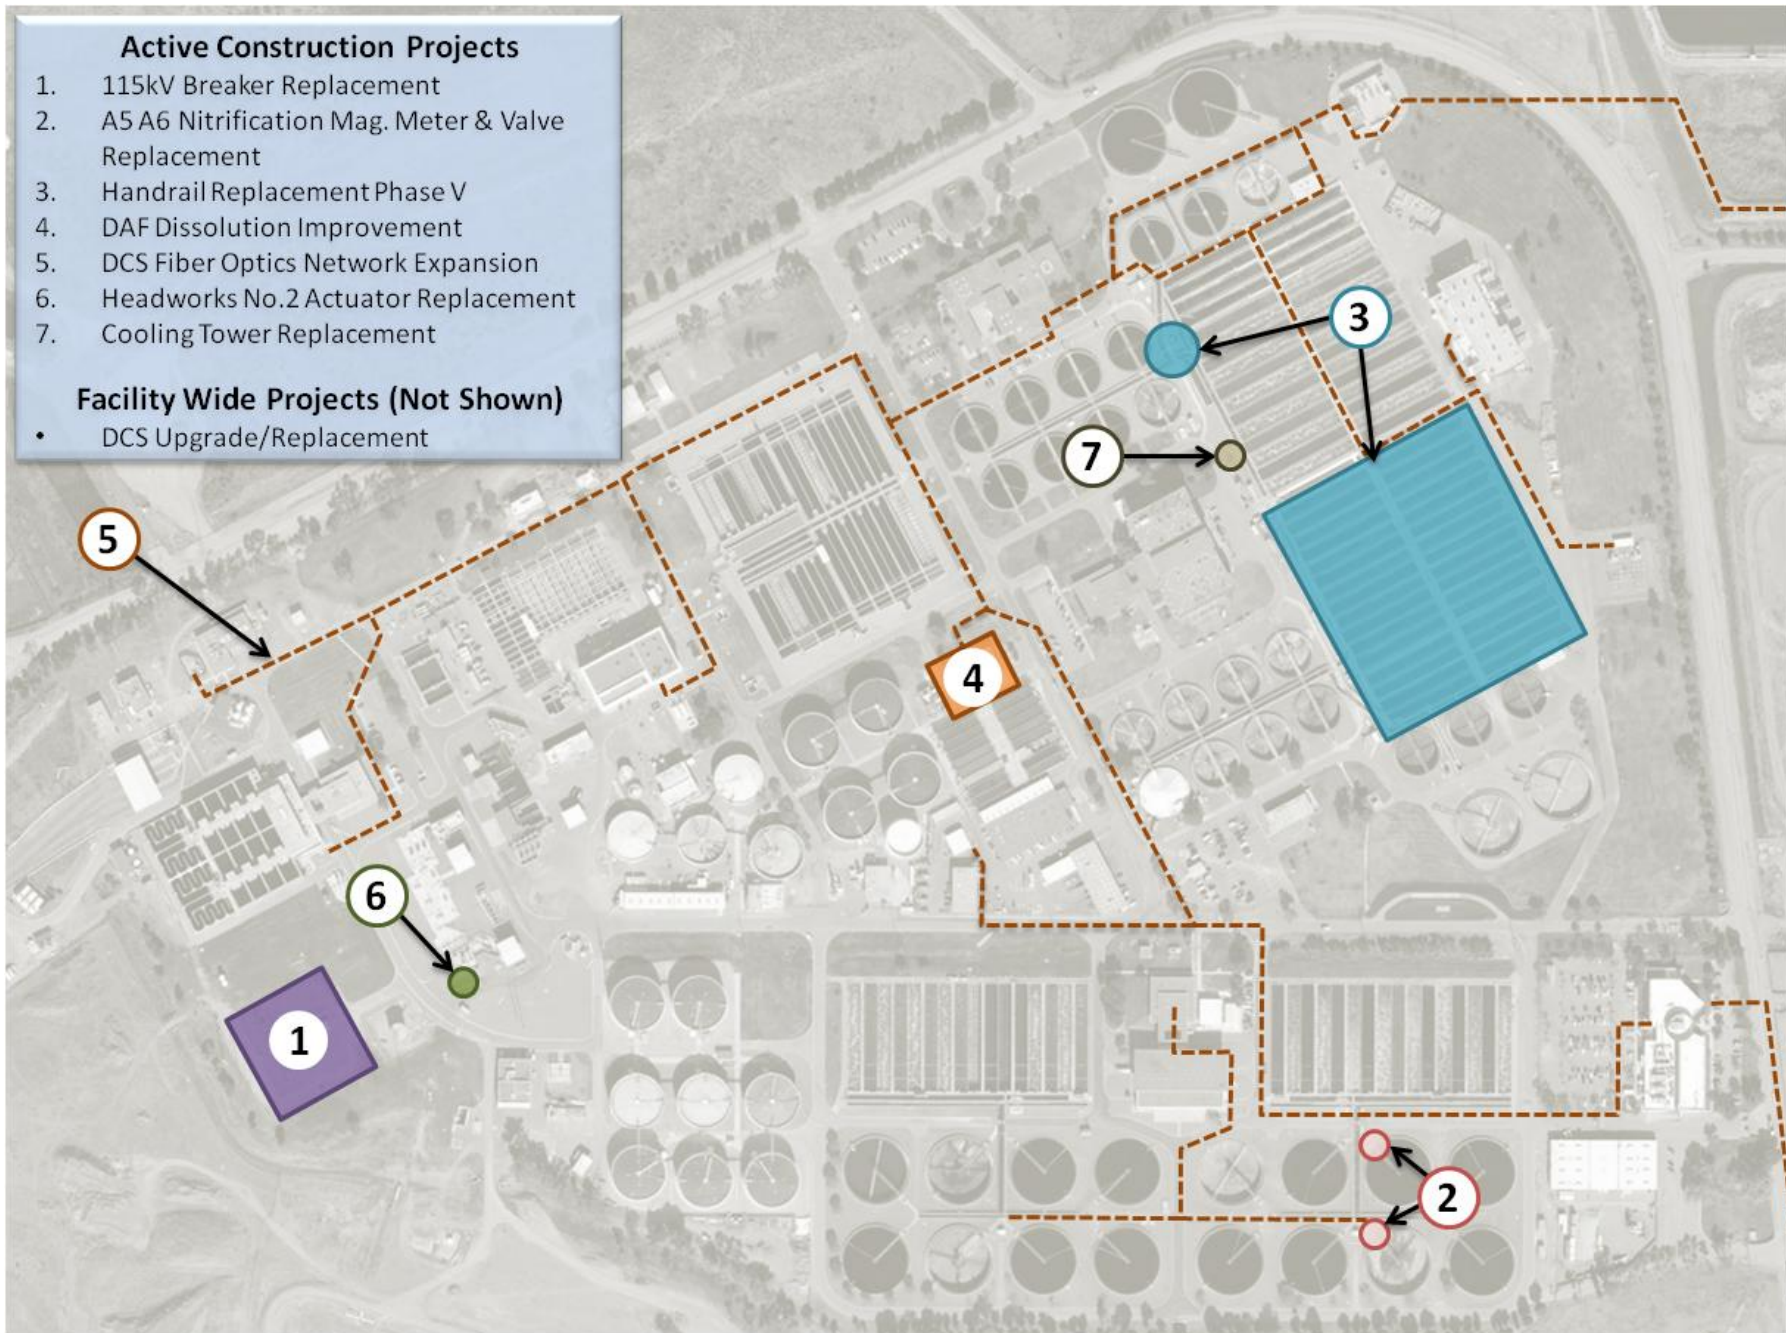 Active Construction Projects
1. 115kV Breaker Replacement
2. A5 A6 Nitrification Mag. Meter & Valve
Replacement
3. Handrail Replacement Phase V
4. DAF Dissolution Improvement
5. DCS Fiber Optics Network Expansion
6. Headworks No.2 Actuator Replacement
7. Cooling Tower Replacement
Facility Wide Projects (Not Shown)
• DCS Upgrade/Replacement
3
7
5
4
6
1
2